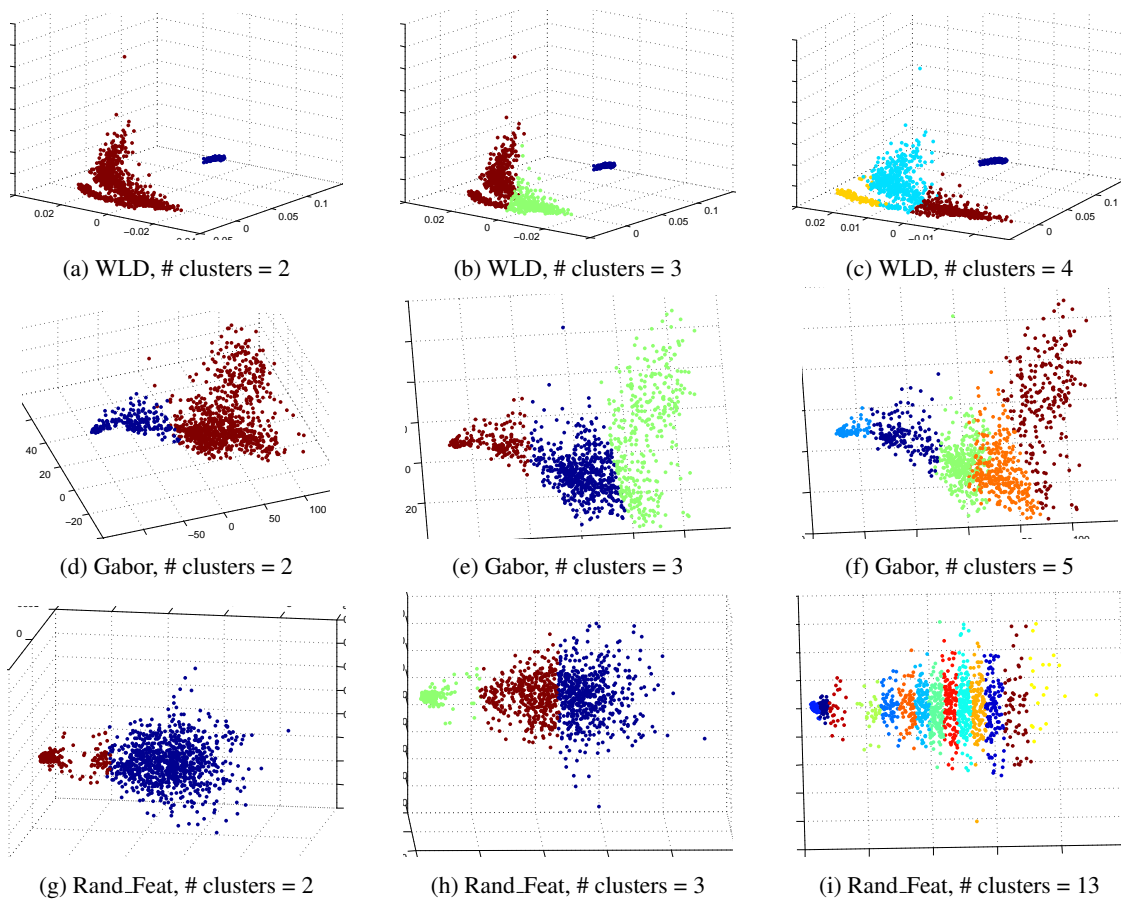 0.02 0 −0.02 0 0.05 0.1
(a) WLD, # clusters = 2
0.02 0 −0.02 0 0.05 0.1
(b) WLD, # clusters = 3
0.02 0.01 0 −0.01 0 0.05 0.1
(c) WLD, # clusters = 4
40 20 0 −20 −50 0 50 100
(d) Gabor, # clusters = 2
0 20
(e) Gabor, # clusters = 3
(f) Gabor, # clusters = 5
0
(g) Rand_Feat, # clusters = 2
(h) Rand_Feat, # clusters = 3
(i) Rand_Feat, # clusters = 13